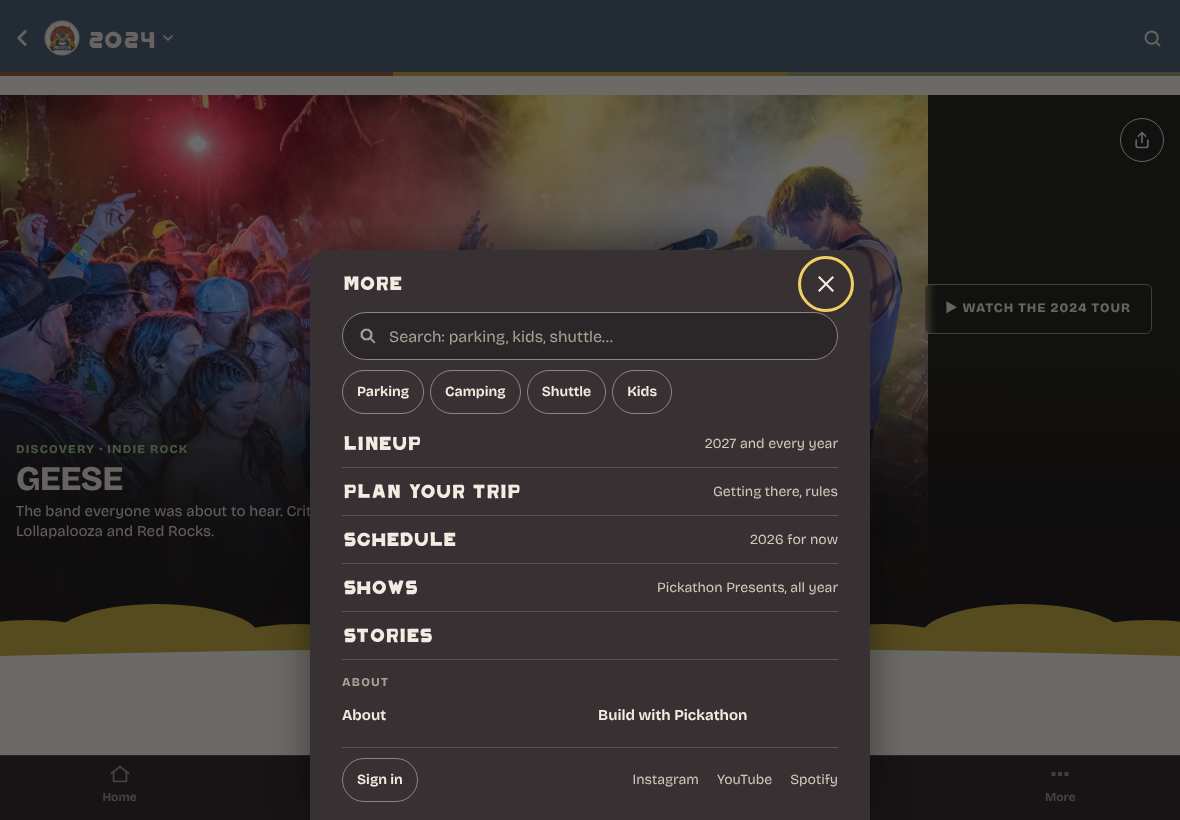 2024
WATCH THE 2024 TOUR
DISCOVERY · INDIE ROCK
GEESE
The band everyone was about to hear. Crit
Lollapalooza and Red Rocks.
MORE
Search: parking, kids, shuttle...
Parking Camping Shuttle Kids
LINEUP 2027 and every year
PLAN YOUR TRIP Getting there, rules
SCHEDULE 2026 for now
SHOWS Pickathon Presents, all year
STORIES
ABOUT
About Build with Pickathon
Sign in Instagram YouTube Spotify
Home More